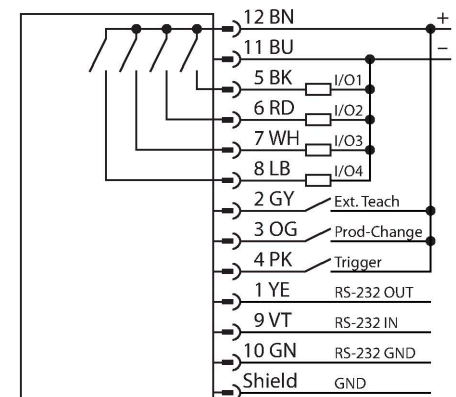 12 BN +
11 BU –
5 BK I/O1
6 RD I/O2
7 WH I/O3
8 LB I/O4
2 GY Ext. Teach
3 OG Prod-Change
4 PK Trigger
1 YE RS-232 OUT
9 VT RS-232 IN
10 GN RS-232 GND
Shield GND